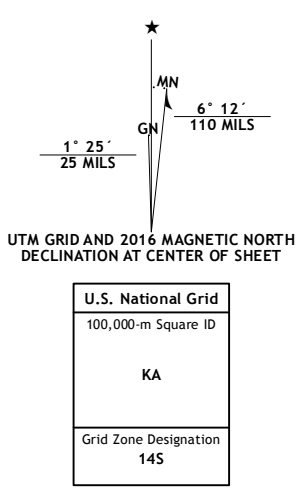 ★
MN
GN
6° 12´
110 MILS
1° 25´
25 MILS
UTM GRID AND 2016 MAGNETIC NORTH
DECLINATION AT CENTER OF SHEET
U.S. National Grid
100,000-m Square ID
KA
Grid Zone Designation
14S